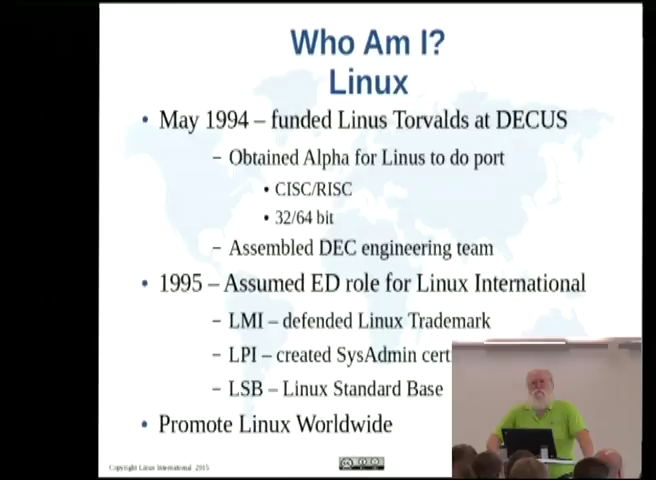 Who Am I?
Linux
• May 1994 – funded Linus Torvalds at DECUS
– Obtained Alpha for Linus to do port
• CISC/RISC
• 32/64 bit
– Assembled DEC engineering team
• 1995 – Assumed ED role for Linux International
– LMI – defended Linux Trademark
– LPI – created SysAdmin cert
– LSB – Linux Standard Base
• Promote Linux Worldwide
Copyright Linux International 2015